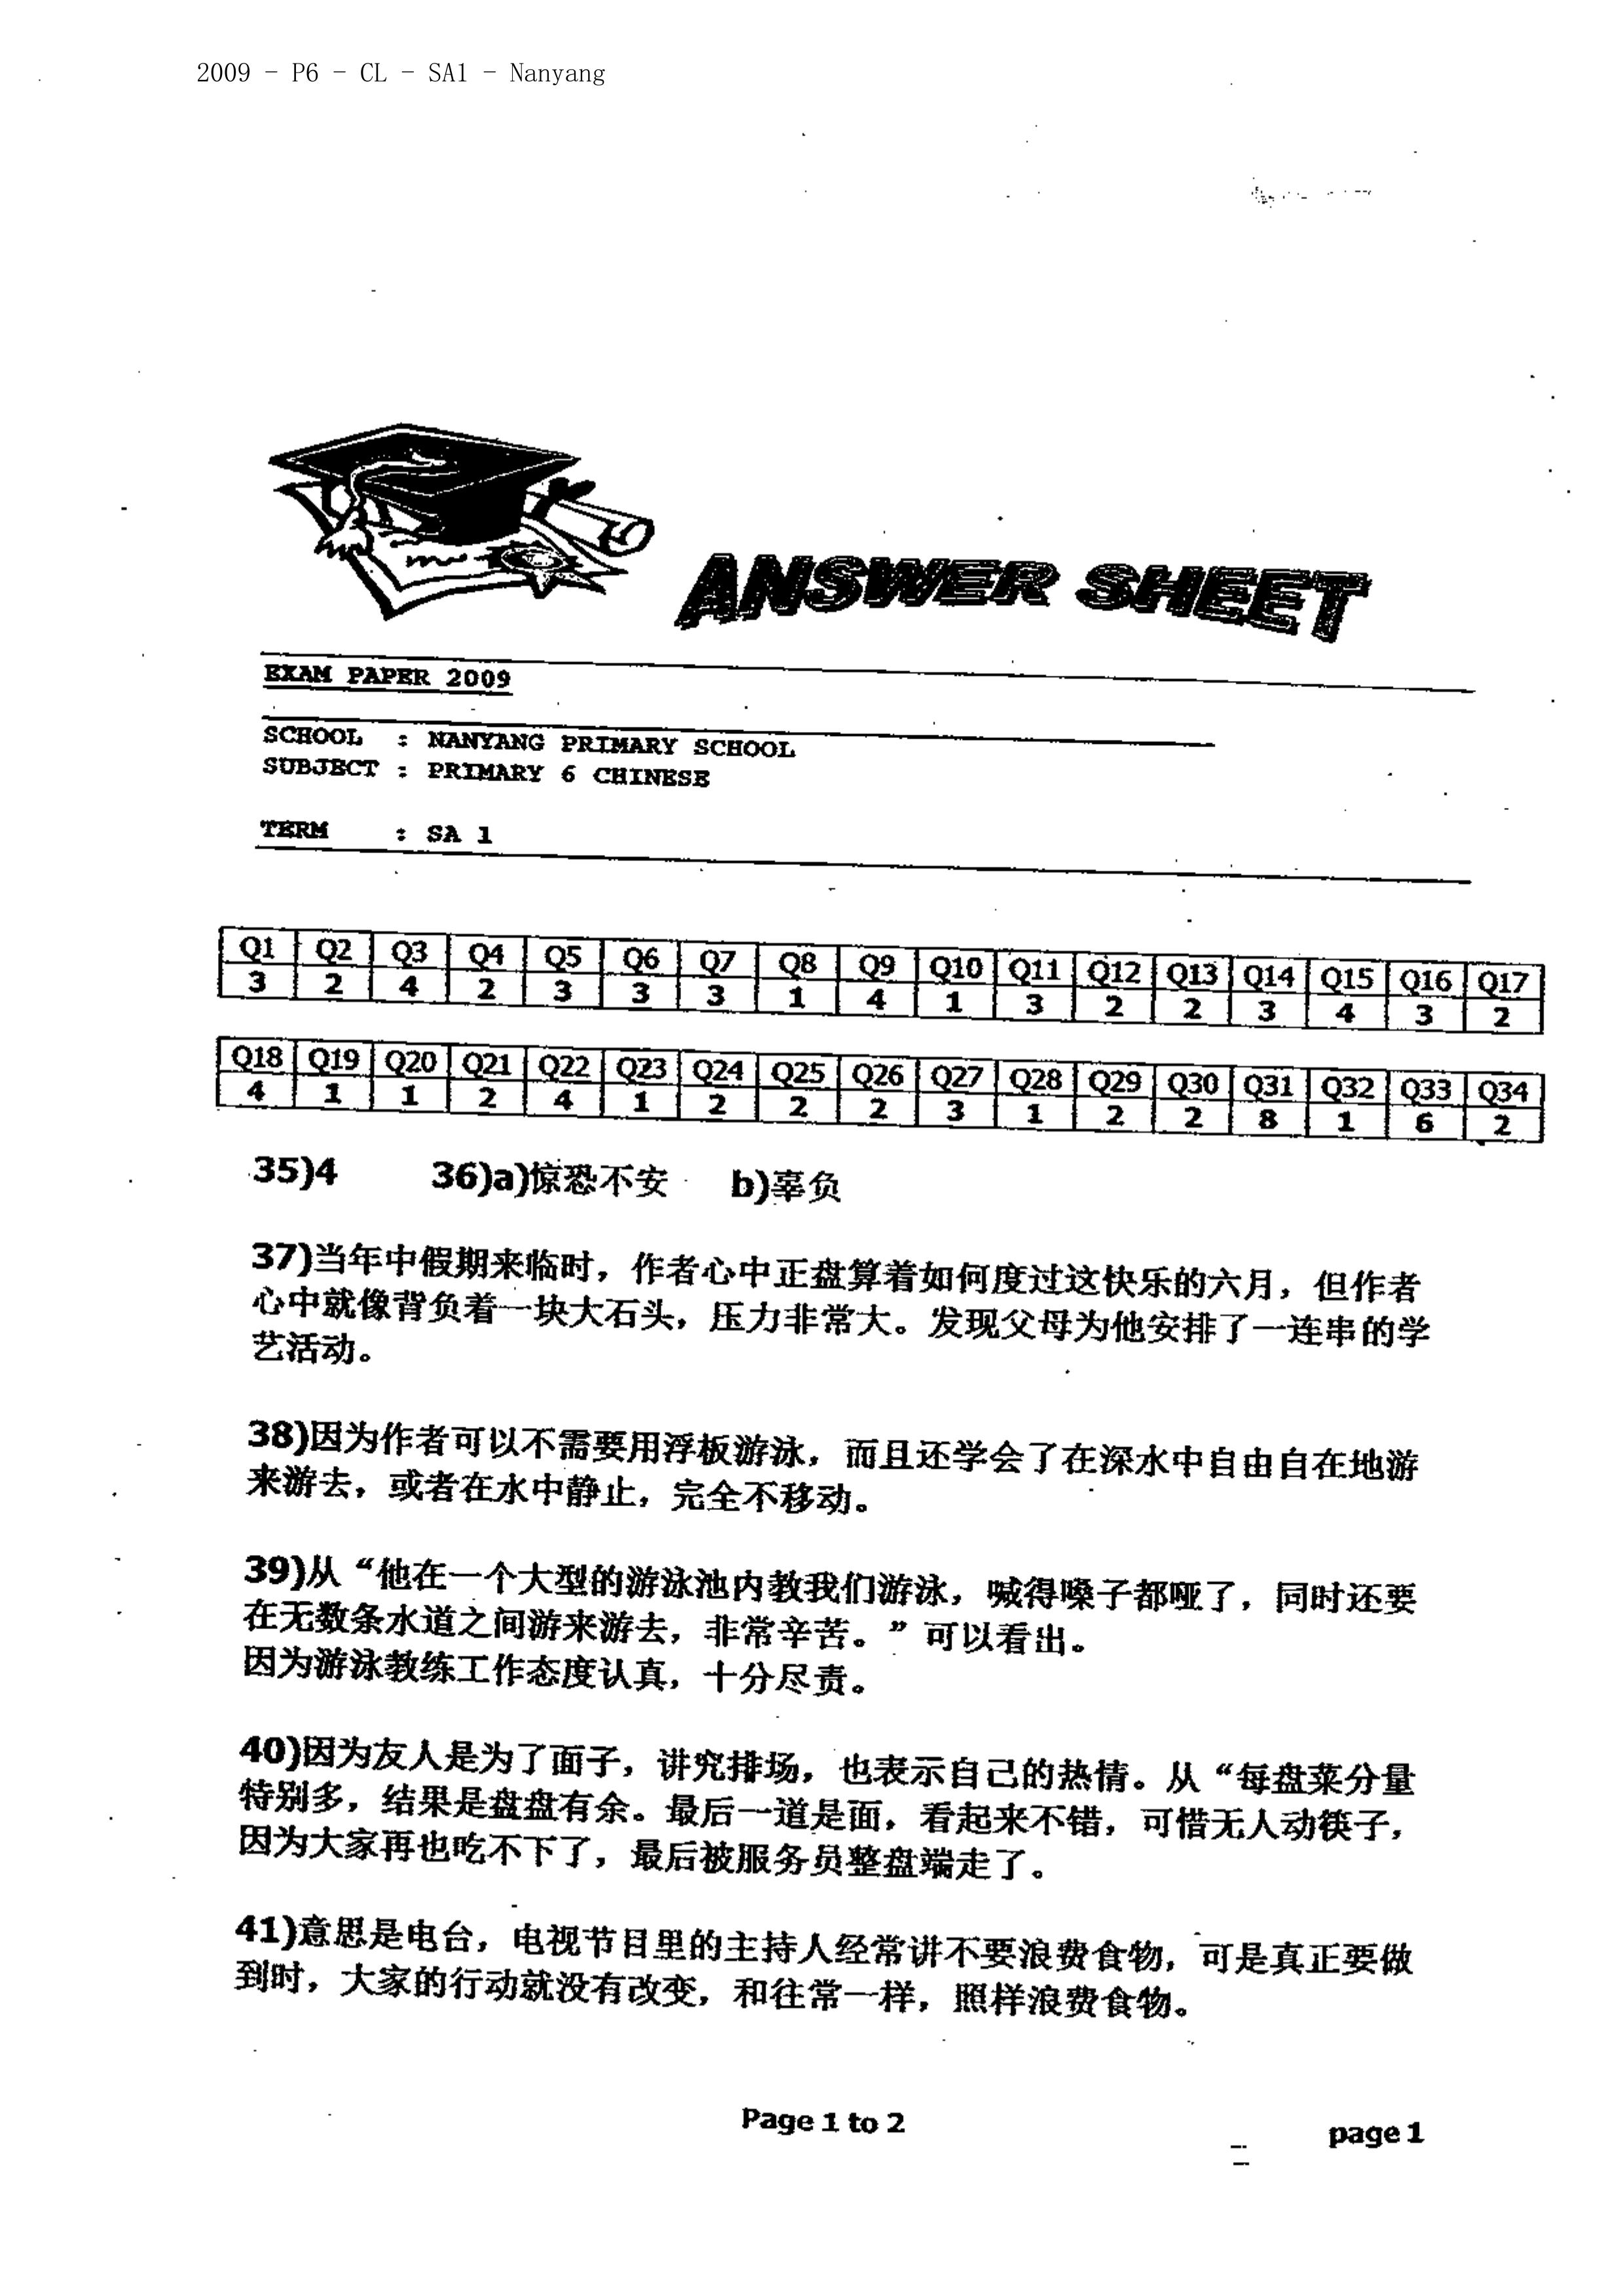 2009 - P6 - CL - SA1 - Nanyang
ANSWER SHEET
EXAM PAPER 2009
SCHOOL : NANYANG PRIMARY SCHOOL
SUBJECT : PRIMARY 6 CHINESE
TERM : SA 1
Q1 Q2 Q3 Q4 Q5 Q6 Q7 Q8 Q9 Q10 Q11 Q12 Q13 Q14 Q15 Q16 Q17
3 2 4 2 3 3 3 1 4 1 3 2 2 3 4 3 2
Q18 Q19 Q20 Q21 Q22 Q23 Q24 Q25 Q26 Q27 Q28 Q29 Q30 Q31 Q32 Q33 Q34
4 1 1 2 4 1 2 2 2 3 1 2 2 8 1 6 2
35)4 36)a)惊恐不安 b)辜负
37)当年中假期来临时，作者心中正盘算着如何度过这快乐的六月，但作者
心中就像背负着一块大石头，压力非常大。发现父母为他安排了一连串的学
艺活动。
38)因为作者可以不需要用浮板游泳，而且还学会了在深水中自由自在地游
来游去，或者在水中静止，完全不移动。
39)从“他在一个大型的游泳池内教我们游泳，喊得嗓子都哑了，同时还要
在无数条水道之间游来游去，非常辛苦。”可以看出。
因为游泳教练工作态度认真，十分尽责。
40)因为友人是为了面子，讲究排场，也表示自己的热情。从“每盘菜分量
特别多，结果是盘盘有余。最后一道是面，看起来不错，可惜无人动筷子，
因为大家再也吃不下了，最后被服务员整盘端走了。
41)意思是电台，电视节目里的主持人经常讲不要浪费食物，可是真正要做
到时，大家的行动就没有改变，和往常一样，照样浪费食物。
Page 1 to 2
page 1